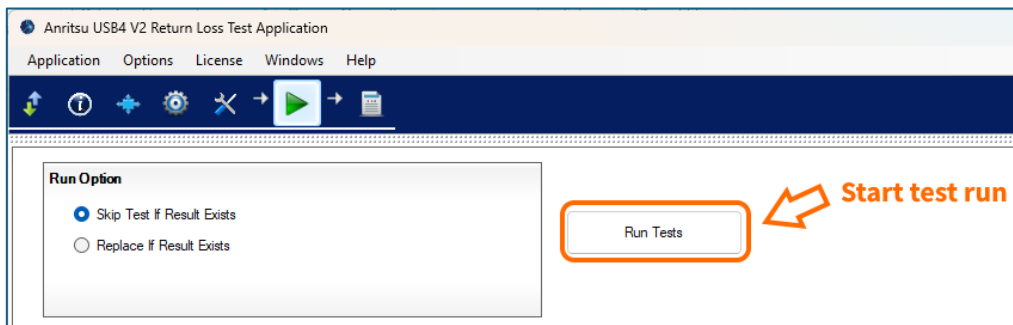 Anritsu USB4 V2 Return Loss Test Application
Application Options License Windows Help
Run Option
Skip Test If Result Exists
Replace If Result Exists
Run Tests
Start test run